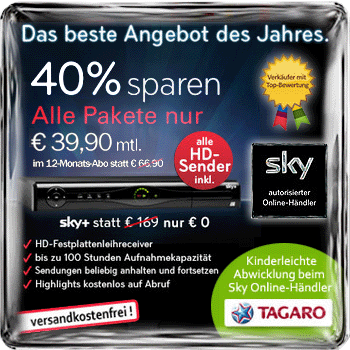 Das beste Angebot des Jahres.
40% sparen
Alle Pakete nur
€ 39,90 mtl.
im 12-Monats-Abo statt € 66,90
alle
HD-
Sender
inkl.
Verkäufer mit
Top-Bewertung
sky
autorisierter
Online-Händler
sky+
sky+ statt € 169 nur € 0
HD-Festplattenleihreceiver
bis zu 100 Stunden Aufnahmekapazität
Sendungen beliebig anhalten und fortsetzen
Highlights kostenlos auf Abruf
versandkostenfrei !
Kinderleichte
Abwicklung beim
Sky Online-Händler
TAGARO